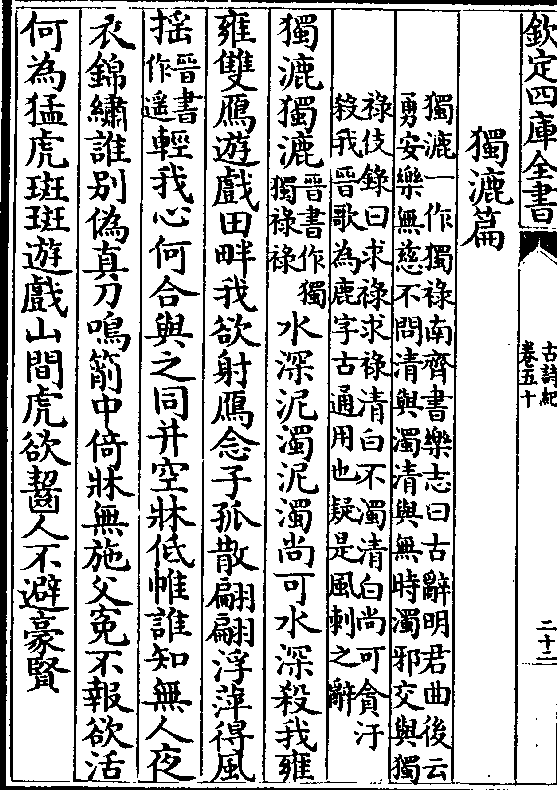 欽定四庫全書
古詩紀
卷五十
二十二
獨漉篇
獨漉一作獨祿南齊書樂志曰古辭明君曲後云
勇安樂無慈不問清與濁清與無時濁邪交與獨
祿伎錄曰求祿求祿清白不濁清白尚可貪汙
殺我晉歌為鹿字古通用也疑是風刺之辭
獨漉獨漉晉書作獨
獨祿祿水深泥濁泥濁尚可水深殺我雍
雍雙鴈遊戲田畔我欲射鴈念子孤散翩翩浮萍得風
揺晉書
作遥輕我心何合與之同并空牀低帷誰知無人夜
衣錦繡誰别偽真刀鳴䈰中倚牀無施父寃不報欲活
何為猛虎斑斑遊戲山間虎欲齧人不避豪賢